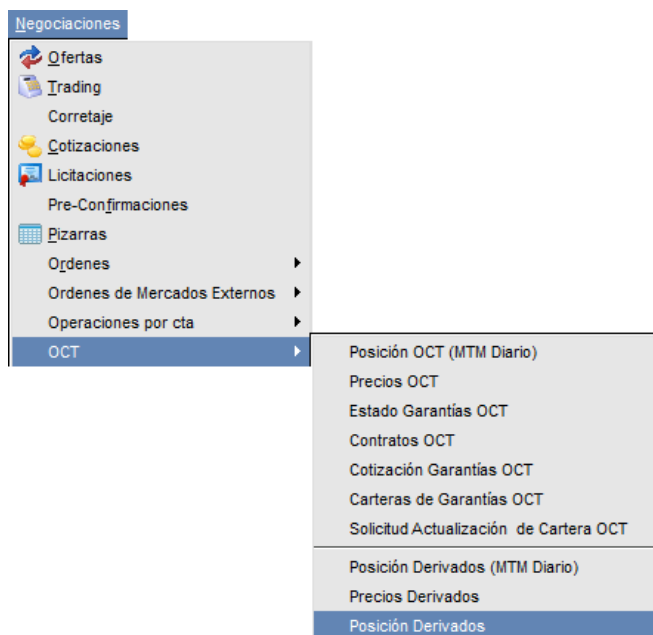 Negociaciones
Ofertas
Trading
Corretaje
Cotizaciones
Licitaciones
Pre-Confirmaciones
Pizarras
Ordenes
Ordenes de Mercados Externos
Operaciones por cta
OCT
Posición OCT (MTM Diario)
Precios OCT
Estado Garantías OCT
Contratos OCT
Cotización Garantías OCT
Carteras de Garantías OCT
Solicitud Actualización de Cartera OCT
Posición Derivados (MTM Diario)
Precios Derivados
Posición Derivados